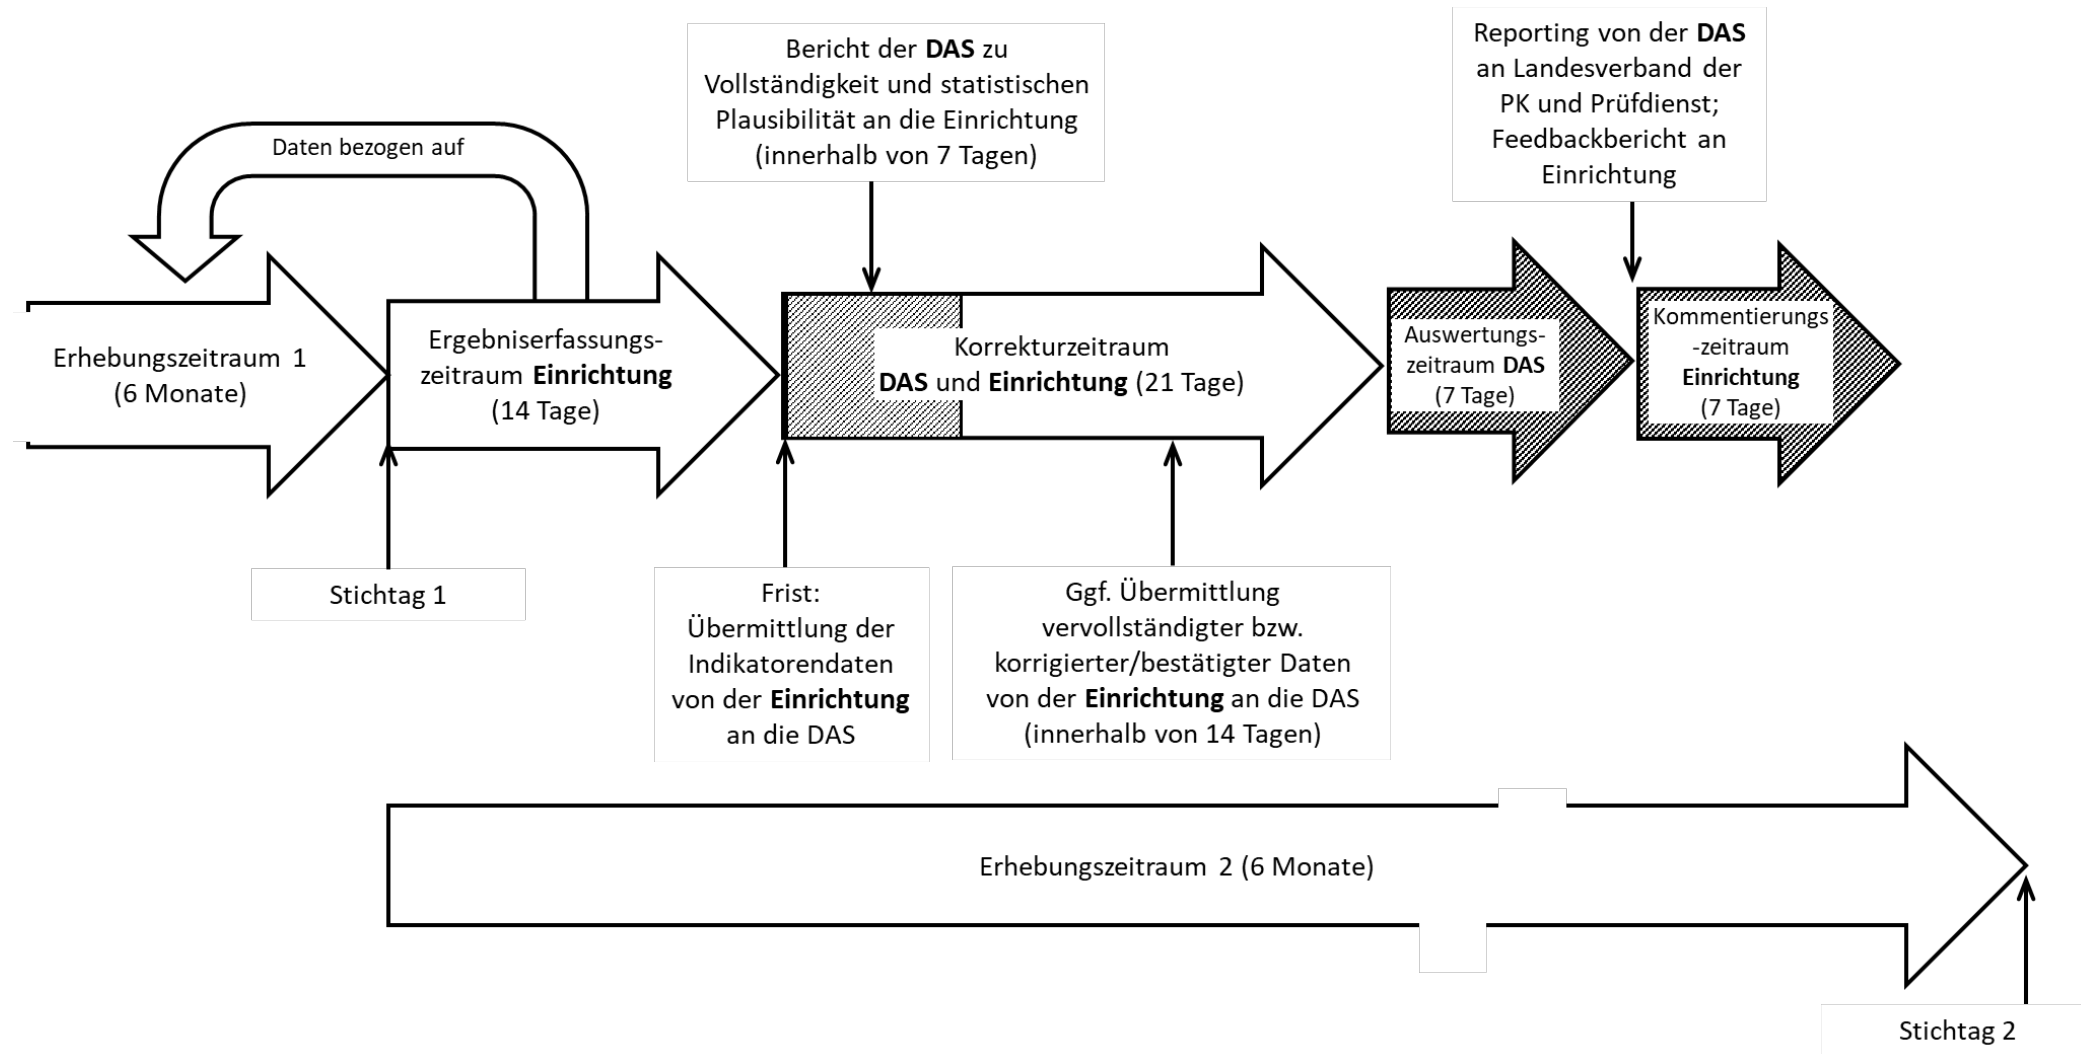 Bericht der DAS zu
Vollständigkeit und statistischen
Plausibilität an die Einrichtung
(innerhalb von 7 Tagen)
Reporting von der DAS
an Landesverband der
PK und Prüfdienst;
Feedbackbericht an
Einrichtung
Daten bezogen auf
Erhebungszeitraum 1
(6 Monate)
Ergebniserfassungs-
zeitraum Einrichtung
(14 Tage)
Korrekturzeitraum
DAS und Einrichtung (21 Tage)
Auswertungs-
zeitraum DAS
(7 Tage)
Kommentierungs
-zeitraum
Einrichtung
(7 Tage)
Stichtag 1
Frist:
Übermittlung der
Indikatorendaten
von der Einrichtung
an die DAS
Ggf. Übermittlung
vervollständigter bzw.
korrigierter/bestätigter Daten
von der Einrichtung an die DAS
(innerhalb von 14 Tagen)
Erhebungszeitraum 2 (6 Monate)
Stichtag 2